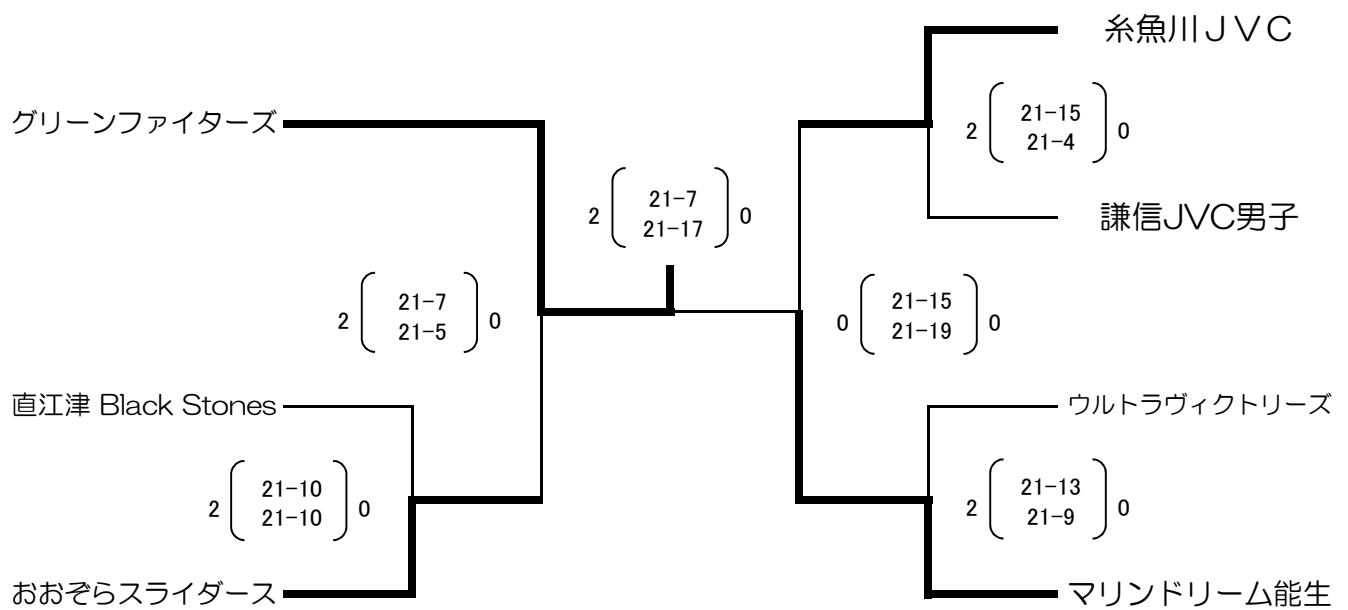 糸魚川JVC
グリーンファイターズ
2 21-15 0
21-4
2 21-7 0
21-17
謙信JVC男子
2 21-7 0
21-5
0 21-15 0
21-19
直江津 Black Stones
ウルトラヴィクトリーズ
2 21-10 0
21-10
2 21-13 0
21-9
おおぞらスライダース
マリンドリーム能生